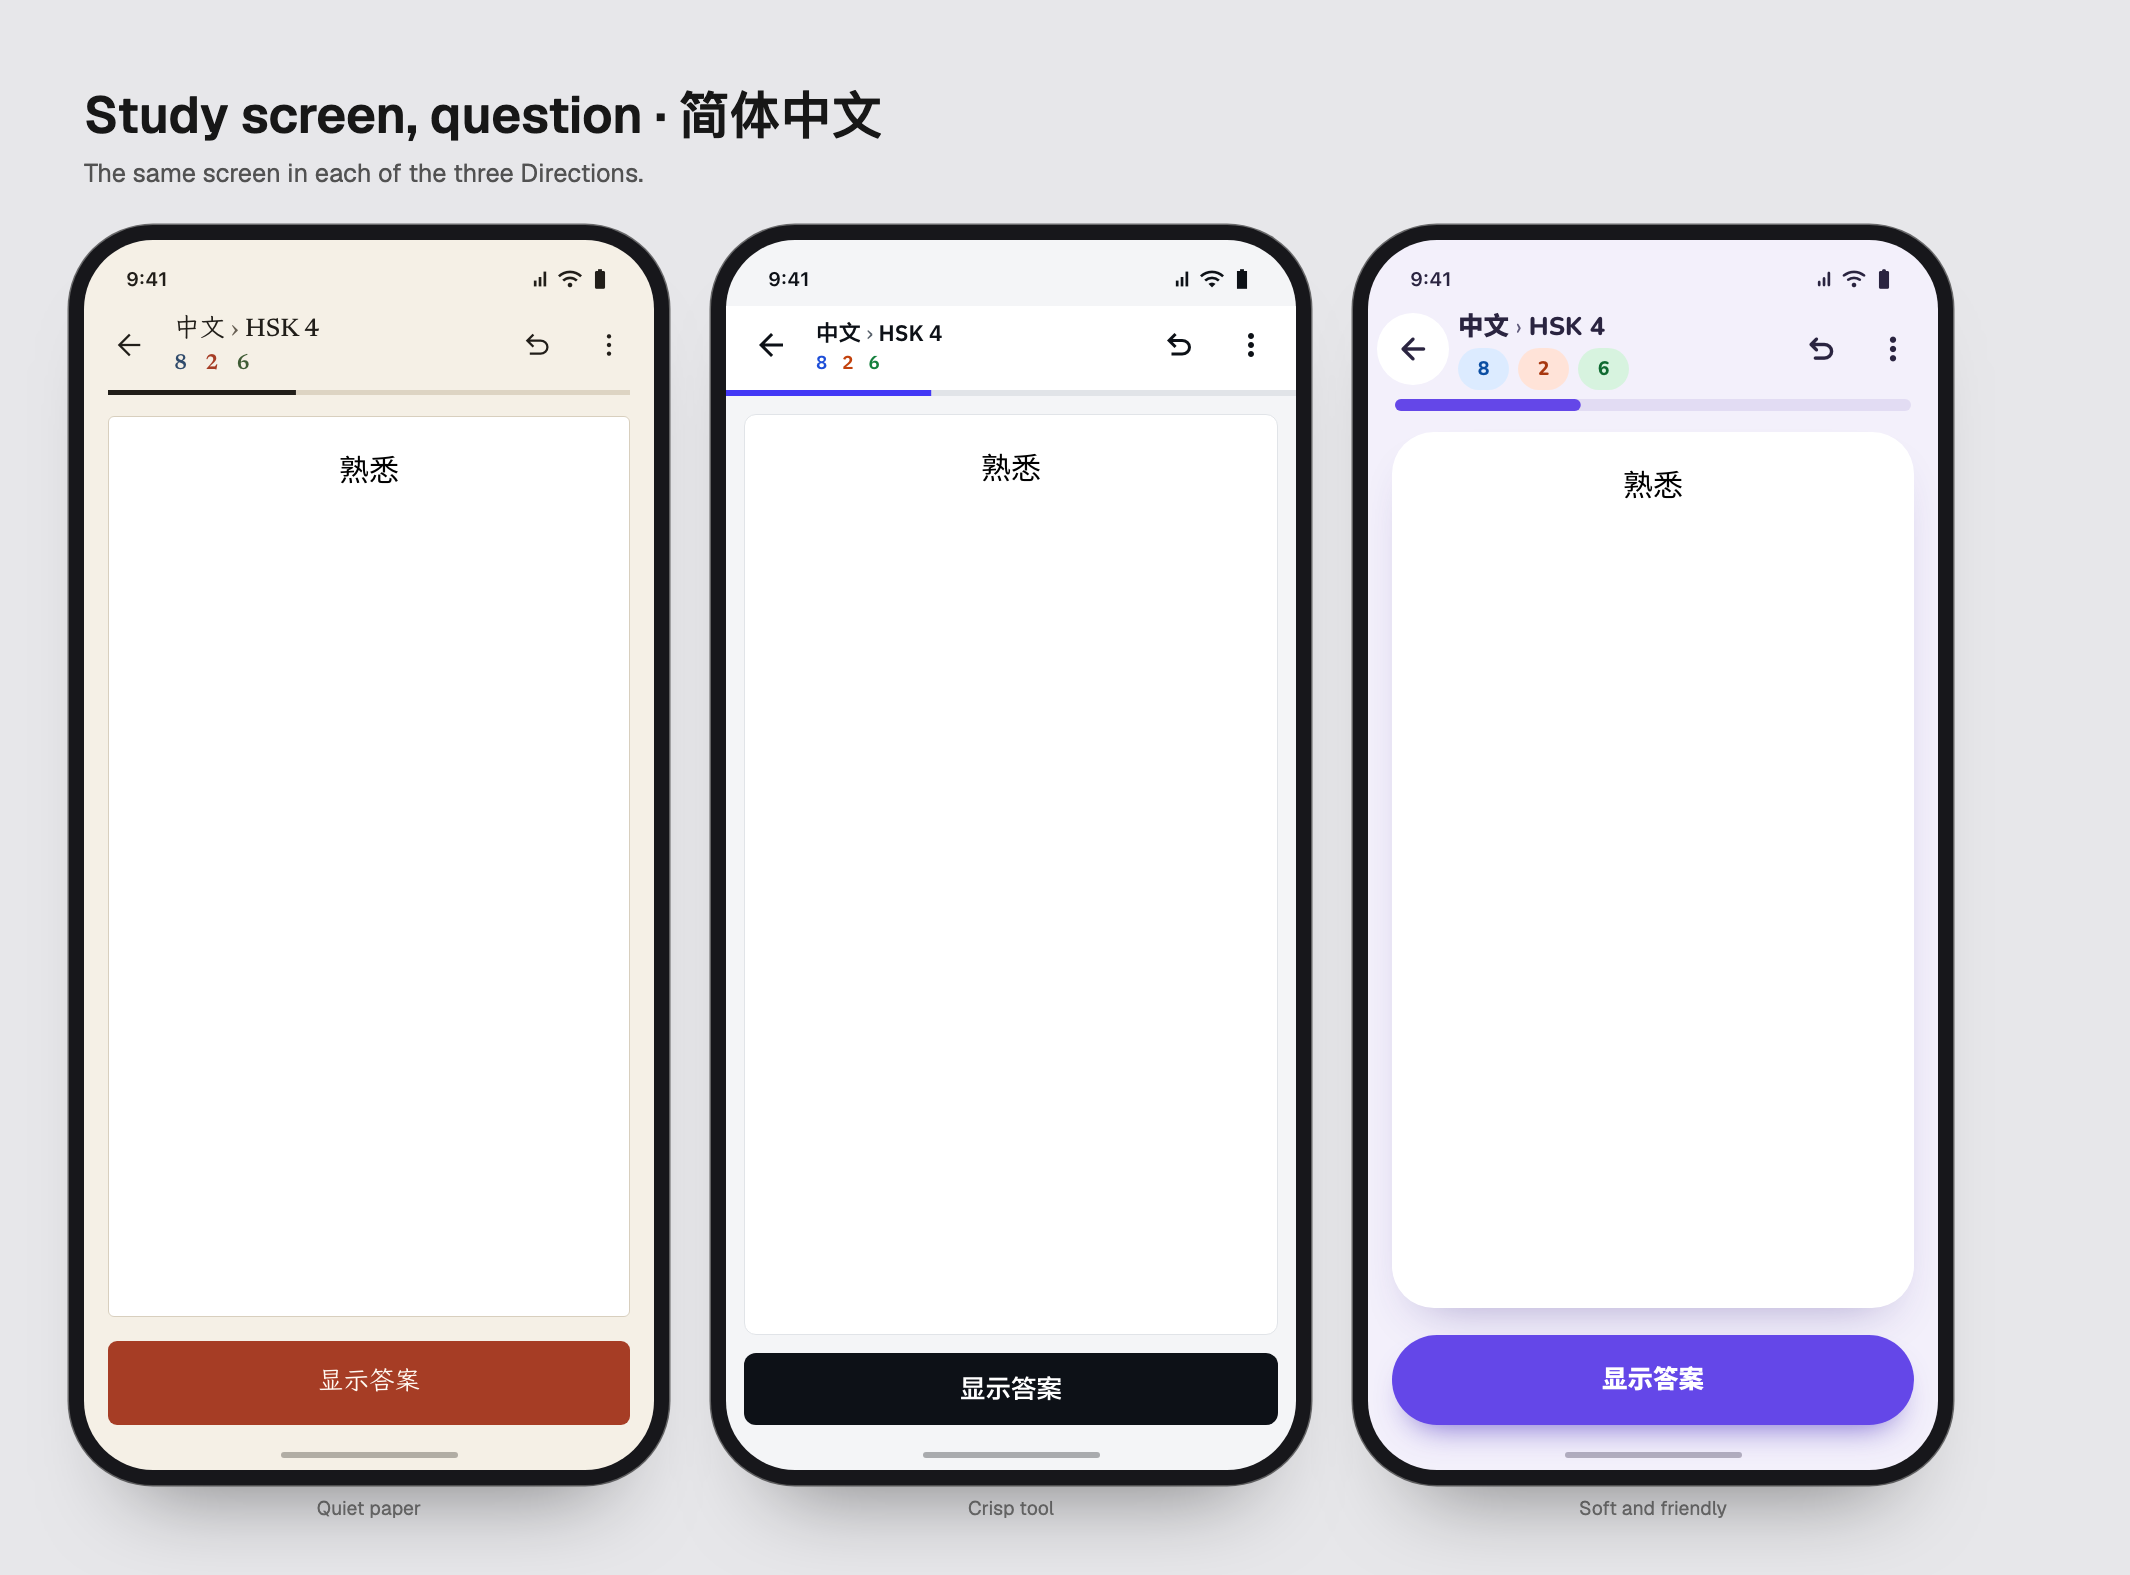 Study screen, question · 简体中文
The same screen in each of the three Directions.
9:41
中文 › HSK 4
8 2 6
熟悉
显示答案
Quiet paper
9:41
中文 › HSK 4
8 2 6
熟悉
显示答案
Crisp tool
9:41
中文 › HSK 4
8 2 6
熟悉
显示答案
Soft and friendly